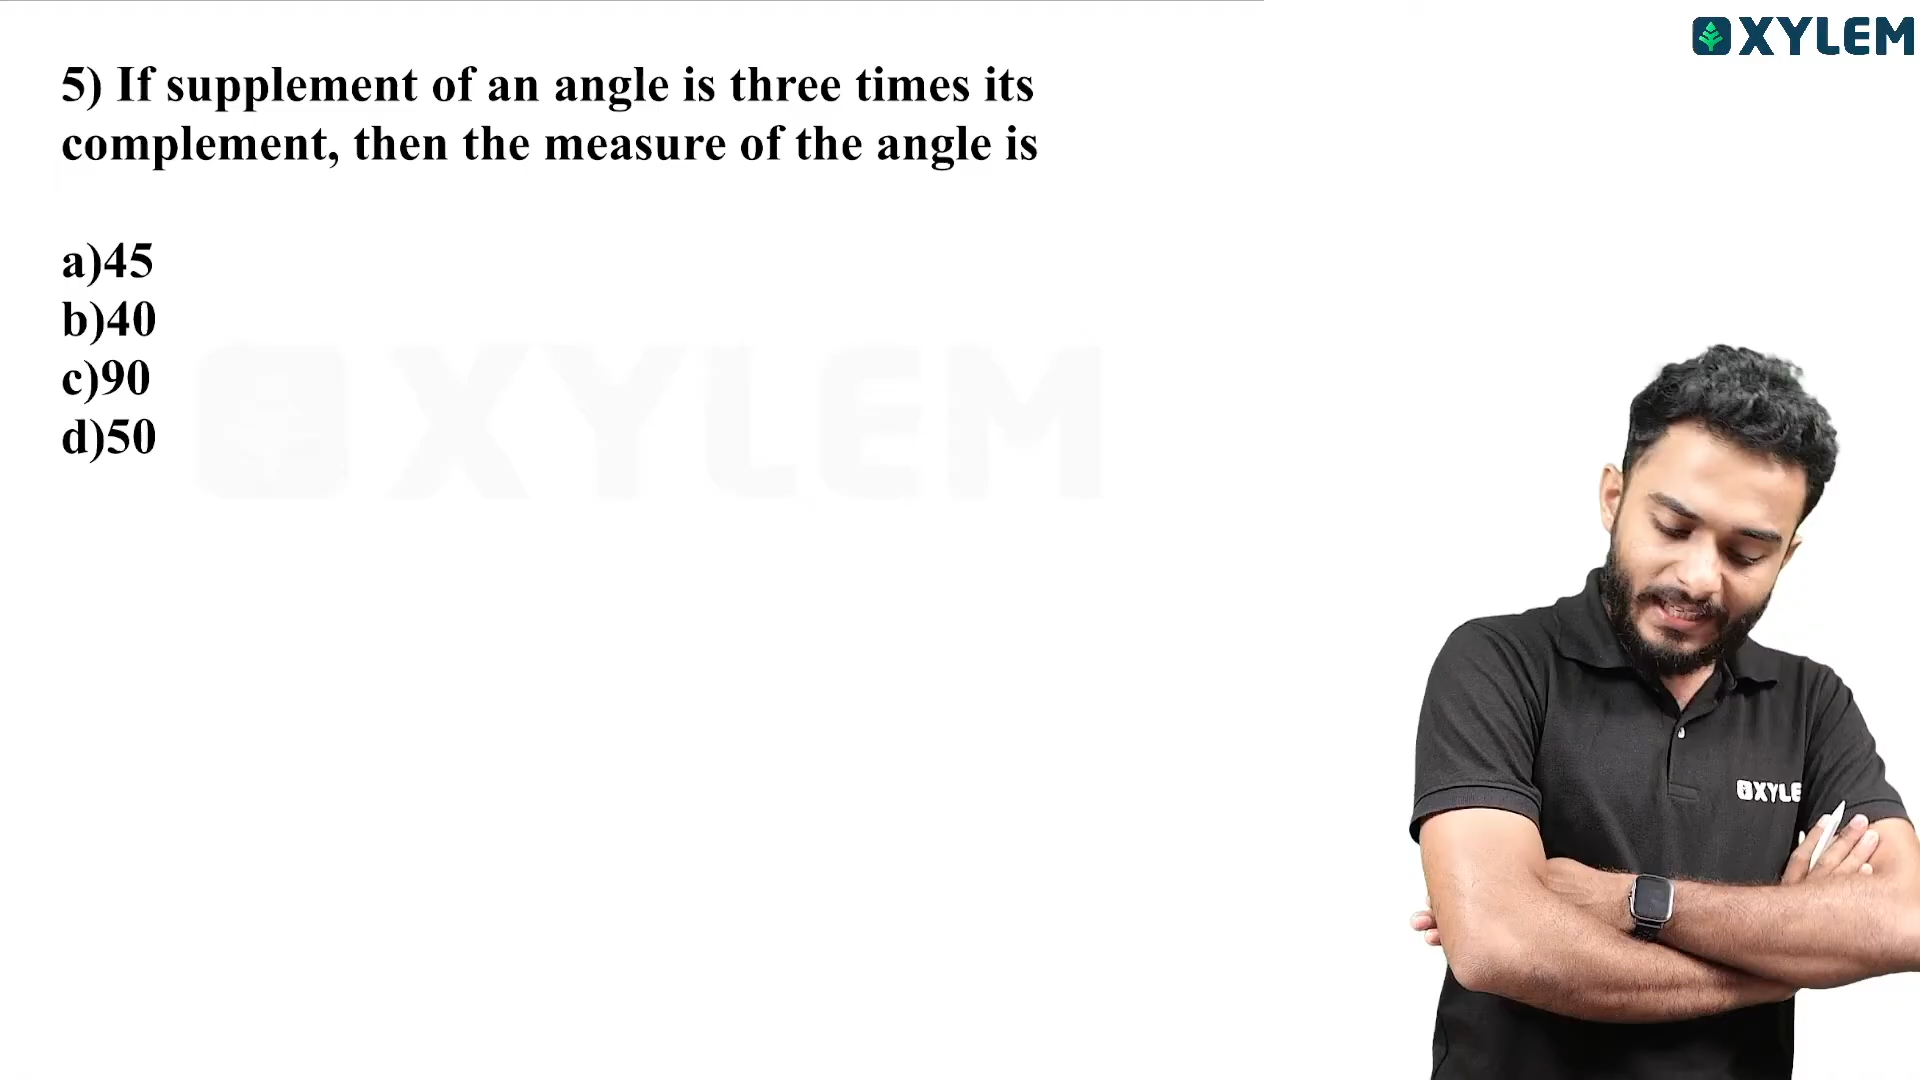 XYLEM
5) If supplement of an angle is three times its
complement, then the measure of the angle is
a)45
b)40
c)90
d)50
XYLEM
XYLE